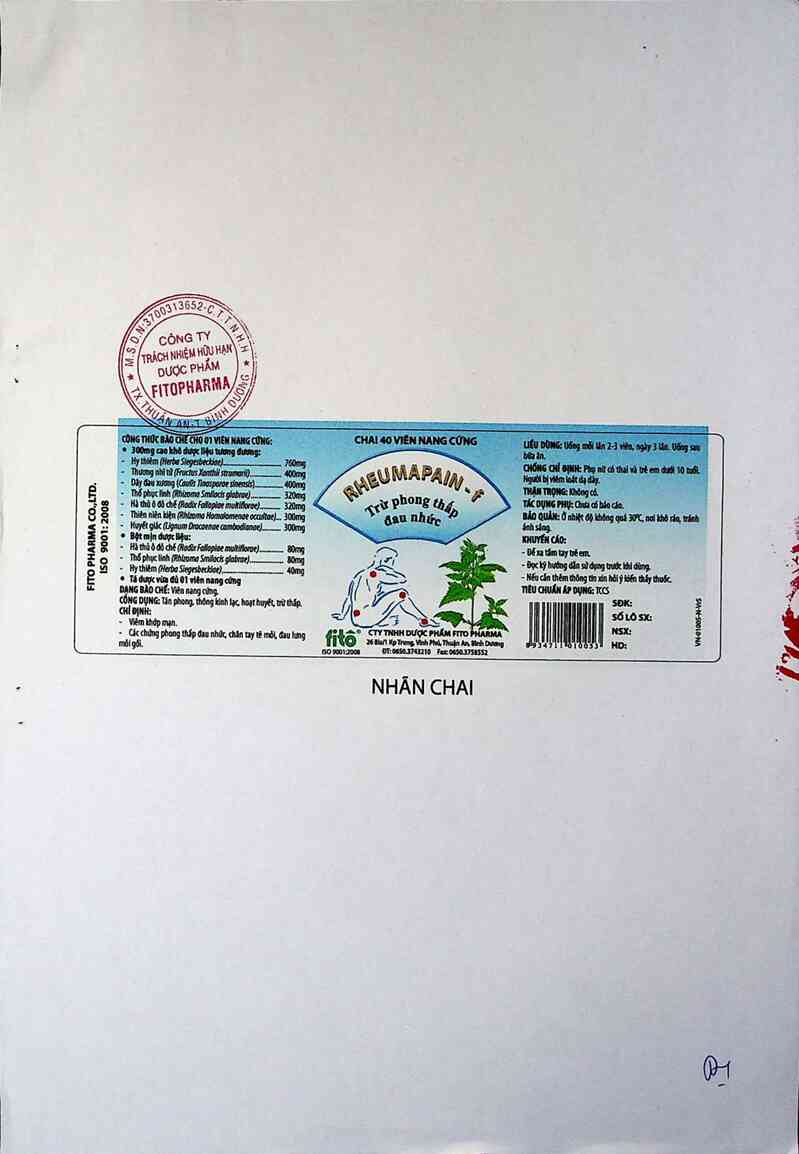 M.S.D.N:3700313652-C.T.T.N.H.H
CÔNG TY
TRÁCH NHIỆM HỮU HẠN
DƯỢC PHẨM
FITOPHARMA
TX.THUẬN AN-T.BÌNH DƯƠNG
FITO PHARMA CO.,LTD.
ISO 9001: 2008
CÔNG THỨC BÀO CHẾ CHO 01 VIÊN NANG CỨNG:
• 300mg cao khô dược liệu tương đương:
- Hy thiêm (Herba Siegesbeckiae)........ 760mg
- Thương nhĩ tử (Fructus Xanthii strumarii)........ 400mg
- Dây đau xương (Caulis Tinosporae sinensis)........ 400mg
- Thổ phục linh (Rhizoma Smilacis glabrae)........ 320mg
- Hà thủ ô đỏ chế (Radix Fallopiae multiflorae)........ 320mg
- Thiên niên kiện (Rhizoma Homalomenae occultae)... 300mg
- Huyết giác (Lignum Dracaenae cambodianae)........ 300mg
• Bột mịn dược liệu:
- Hà thủ ô đỏ chế (Radix Fallopiae multiflorae)........ 80mg
- Thổ phục linh (Rhizoma Smilacis glabrae)........ 80mg
- Hy thiêm (Herba Siegesbeckiae)........ 40mg
• Tá dược vừa đủ 01 viên nang cứng
DẠNG BÀO CHẾ: Viên nang cứng.
CÔNG DỤNG: Tán phong, thông kinh lạc, hoạt huyết, trừ thấp.
CHỈ ĐỊNH:
- Viêm khớp mạn.
- Các chứng phong thấp đau nhức, chân tay tê mỏi, đau lưng
mỏi gối.
CHAI 40 VIÊN NANG CỨNG
RHEUMAPAIN - f
Trừ phong thấp
đau nhức
fitô®
ISO 9001:2008
CTY TNHH DƯỢC PHẨM FITO PHARMA
26 Bis/1 Kp Trung, Vĩnh Phú, Thuận An, Bình Dương
ĐT: 0650.3743210 Fax: 0650.3758552
LIỀU DÙNG: Uống mỗi lần 2-3 viên, ngày 3 lần. Uống sau
bữa ăn.
CHỐNG CHỈ ĐỊNH: Phụ nữ có thai và trẻ em dưới 10 tuổi.
Người bị viêm loét dạ dày.
THẬN TRỌNG: Không có.
TÁC DỤNG PHỤ: Chưa có báo cáo.
BẢO QUẢN: Ở nhiệt độ không quá 30ºC, nơi khô ráo, tránh
ánh sáng.
KHUYẾN CÁO:
- Để xa tầm tay trẻ em.
- Đọc kỹ hướng dẫn sử dụng trước khi dùng.
- Nếu cần thêm thông tin xin hỏi ý kiến thầy thuốc.
TIÊU CHUẨN ÁP DỤNG: TCCS
8 934711 010053
SĐK:
SỐ LÔ SX:
NSX:
HD:
VN-01005-N-Vr5
NHÃN CHAI